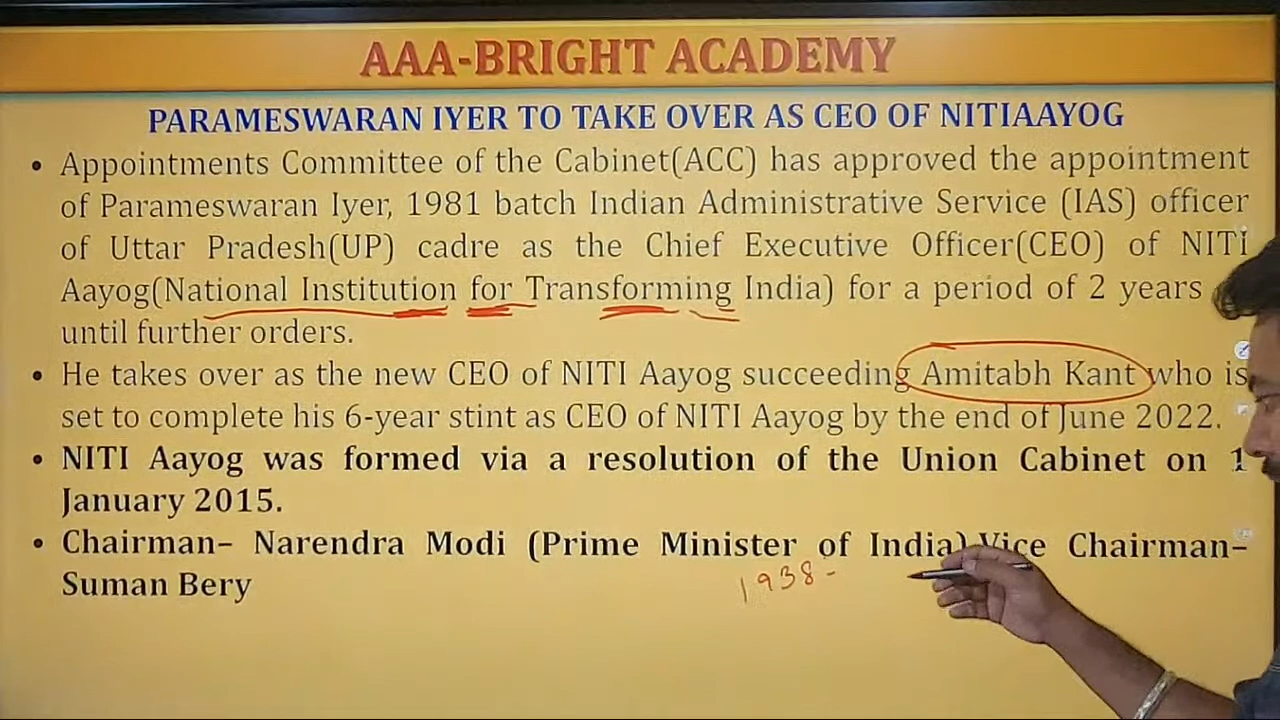 AAA-BRIGHT ACADEMY
PARAMESWARAN IYER TO TAKE OVER AS CEO OF NITIAAYOG
• Appointments Committee of the Cabinet(ACC) has approved the appointment
of Parameswaran Iyer, 1981 batch Indian Administrative Service (IAS) officer
of Uttar Pradesh(UP) cadre as the Chief Executive Officer(CEO) of NITI
Aayog(National Institution for Transforming India) for a period of 2 years
until further orders.
• He takes over as the new CEO of NITI Aayog succeeding Amitabh Kant who is
set to complete his 6-year stint as CEO of NITI Aayog by the end of June 2022.
• NITI Aayog was formed via a resolution of the Union Cabinet on 1
January 2015.
• Chairman– Narendra Modi (Prime Minister of India) Vice Chairman–
Suman Bery
1938-